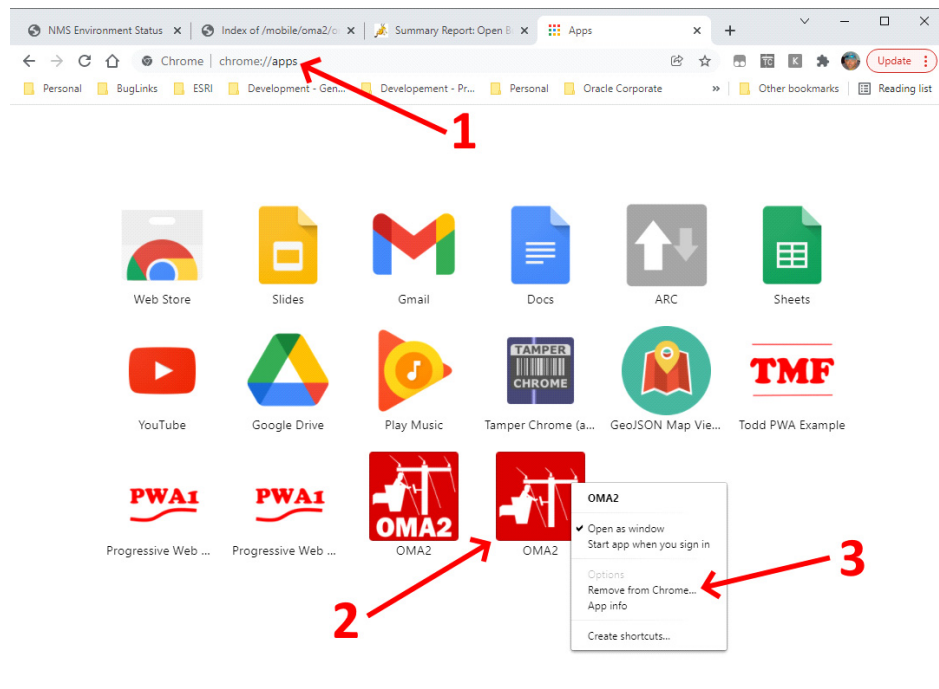 NMS Environment Status
Index of /mobile/oma2/o
Summary Report: Open B
Apps
Chrome | chrome://apps
TC
K
Update
Personal
BugLinks
ESRI
Development - Gen...
Developement - Pr...
Personal
Oracle Corporate
»
Other bookmarks
Reading list
1
Web Store
Slides
Gmail
Docs
ARC
Sheets
TAMPER
CHROME
TMF
YouTube
Google Drive
Play Music
Tamper Chrome (a...
GeoJSON Map Vie...
Todd PWA Example
PWA1
PWA1
OMA2
Progressive Web ...
Progressive Web ...
OMA2
OMA2
OMA2
Open as window
Start app when you sign in
Options
Remove from Chrome...
App info
Create shortcuts...
2
3